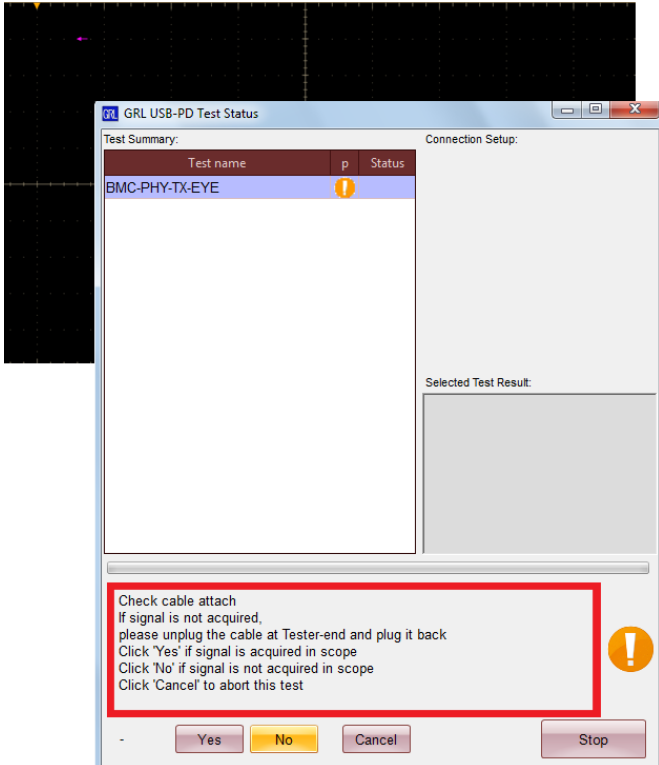 GRL GRL USB-PD Test Status
Test Summary:
Connection Setup:
Test name p Status
BMC-PHY-TX-EYE
Selected Test Result:
Check cable attach
If signal is not acquired,
please unplug the cable at Tester-end and plug it back
Click 'Yes' if signal is acquired in scope
Click 'No' if signal is not acquired in scope
Click 'Cancel' to abort this test
- Yes No Cancel Stop